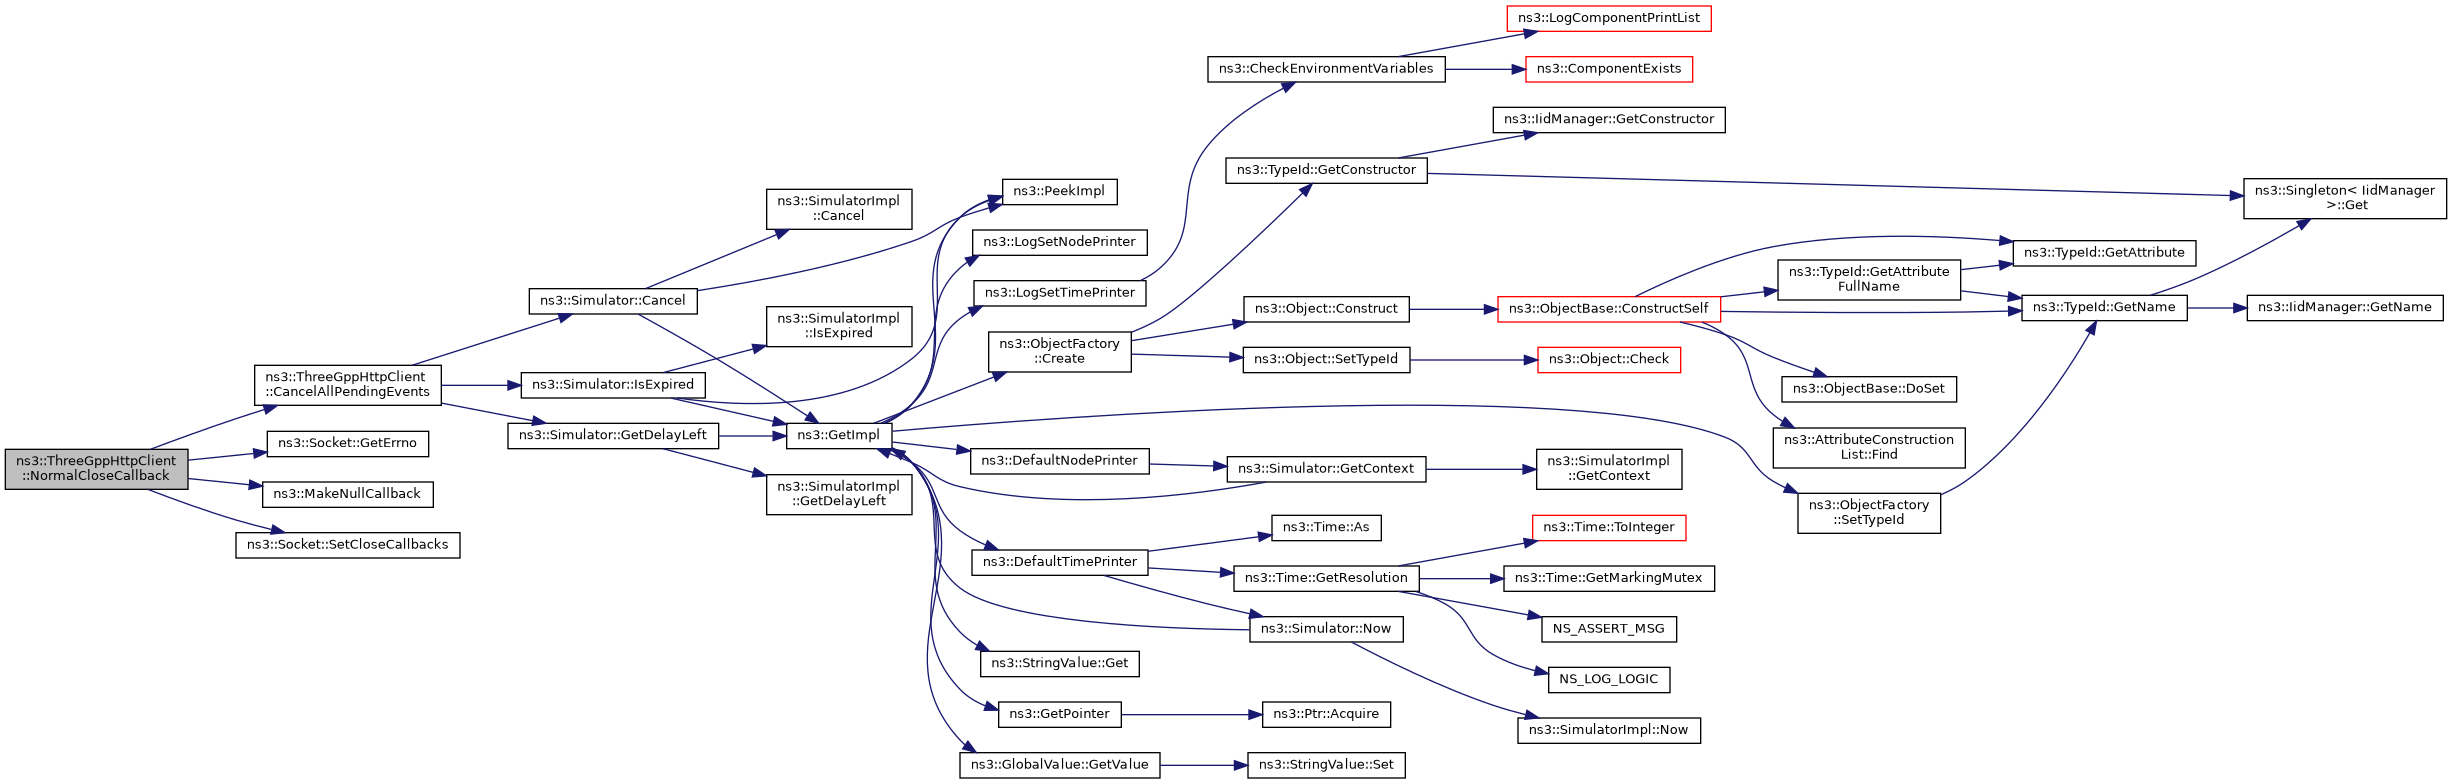 ns3::ThreeGppHttpClient
::NormalCloseCallback
ns3::ThreeGppHttpClient
::CancelAllPendingEvents
ns3::Socket::GetErrno
ns3::MakeNullCallback
ns3::Socket::SetCloseCallbacks
ns3::Simulator::Cancel
ns3::Simulator::IsExpired
ns3::Simulator::GetDelayLeft
ns3::SimulatorImpl
::Cancel
ns3::SimulatorImpl
::IsExpired
ns3::GetImpl
ns3::SimulatorImpl
::GetDelayLeft
ns3::PeekImpl
ns3::LogSetNodePrinter
ns3::LogSetTimePrinter
ns3::ObjectFactory
::Create
ns3::DefaultNodePrinter
ns3::DefaultTimePrinter
ns3::StringValue::Get
ns3::GetPointer
ns3::GlobalValue::GetValue
ns3::CheckEnvironmentVariables
ns3::TypeId::GetConstructor
ns3::Object::Construct
ns3::Object::SetTypeId
ns3::Simulator::GetContext
ns3::Time::As
ns3::Time::GetResolution
ns3::Simulator::Now
ns3::Ptr::Acquire
ns3::StringValue::Set
ns3::LogComponentPrintList
ns3::ComponentExists
ns3::IidManager::GetConstructor
ns3::ObjectBase::ConstructSelf
ns3::Object::Check
ns3::SimulatorImpl
::GetContext
ns3::Time::ToInteger
ns3::Time::GetMarkingMutex
NS_ASSERT_MSG
NS_LOG_LOGIC
ns3::SimulatorImpl::Now
ns3::TypeId::GetAttribute
FullName
ns3::ObjectBase::DoSet
ns3::AttributeConstruction
List::Find
ns3::ObjectFactory
::SetTypeId
ns3::TypeId::GetAttribute
ns3::TypeId::GetName
ns3::Singleton< IidManager
>::Get
ns3::IidManager::GetName